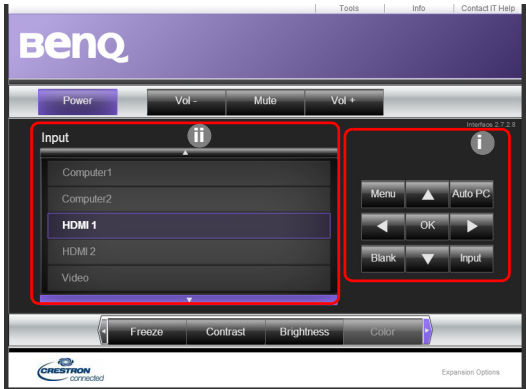 Tools Info Contact IT Help
BenQ
Power Vol - Mute Vol +
Interface 2.7.2.8
Input ii i
Computer1
Computer2
HDMI 1
HDMI 2
Video
Menu Auto PC
OK
Blank Input
Freeze Contrast Brightness Color
CRESTRON
connected
Expansion Options